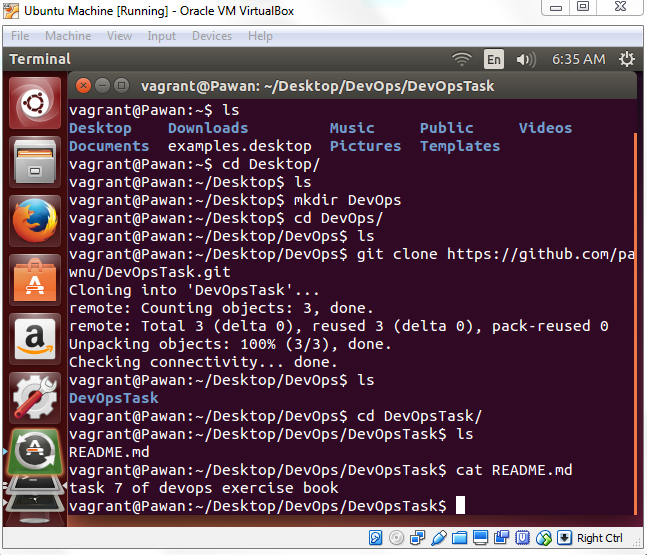 Ubuntu Machine [Running] - Oracle VM VirtualBox
File Machine Input Devices Help
Terminal En 6:35 AM
vagrant@Pawan: ~/Desktop/DevOps/DevOpsTask
vagrant@Pawan:~$ ls
Desktop Downloads Music Public Videos
Documents examples.desktop Pictures Templates
vagrant@Pawan:~$ cd Desktop/
vagrant@Pawan:~/Desktop$ ls
vagrant@Pawan:~/Desktop$ mkdir DevOps
vagrant@Pawan:~/Desktop$ cd DevOps/
vagrant@Pawan:~/Desktop/DevOps$ ls
vagrant@Pawan:~/Desktop/DevOps$ git clone https://github.com/pa
wnu/DevOpsTask.git
Cloning into 'DevOpsTask'...
remote: Counting objects: 3, done.
remote: Total 3 (delta 0), reused 3 (delta 0), pack-reused 0
Unpacking objects: 100% (3/3), done.
Checking connectivity... done.
vagrant@Pawan:~/Desktop/DevOps$ ls
DevOpsTask
vagrant@Pawan:~/Desktop/DevOps$ cd DevOpsTask/
vagrant@Pawan:~/Desktop/DevOps/DevOpsTask$ ls
README.md
vagrant@Pawan:~/Desktop/DevOps/DevOpsTask$ cat README.md
task 7 of devops exercise book
vagrant@Pawan:~/Desktop/DevOps/DevOpsTask$
Right Ctrl